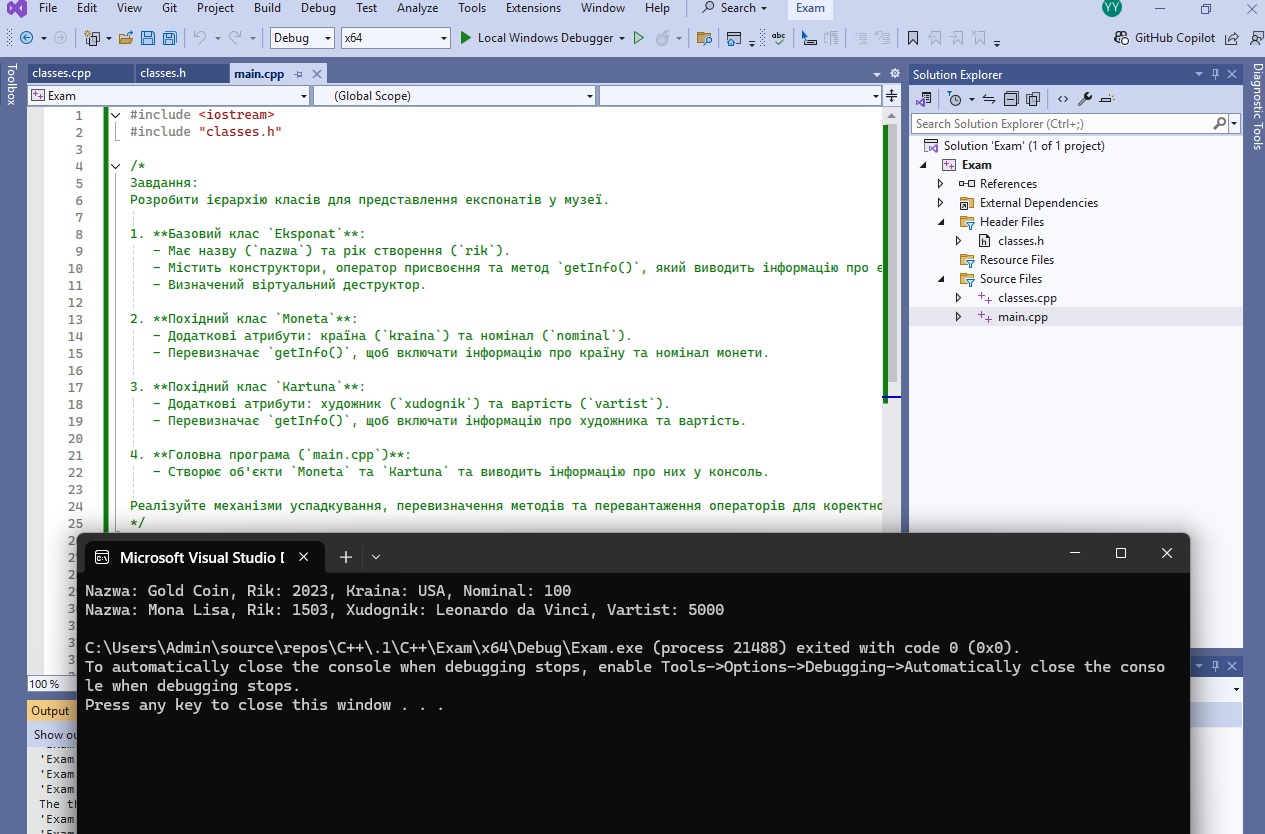 File Edit View Git Project Build Debug Test Analyze Tools Extensions Window Help Search Exam YY
Debug x64 Local Windows Debugger abc GitHub Copilot
Toolbox
classes.cpp classes.h main.cpp
Exam (Global Scope)
1 #include <iostream>
2 #include "classes.h"
3
4 /*
5 Завдання:
6 Розробити ієрархію класів для представлення експонатів у музеї.
7
8 1. **Базовий клас `Eksponat`**:
9 - Має назву (`nazwa`) та рік створення (`rik`).
10 - Містить конструктори, оператор присвоєння та метод `getInfo()`, який виводить інформацію про
11 - Визначений віртуальний деструктор.
12
13 2. **Похідний клас `Moneta`**:
14 - Додаткові атрибути: країна (`kraina`) та номінал (`nominal`).
15 - Перевизначає `getInfo()`, щоб включати інформацію про країну та номінал монети.
16
17 3. **Похідний клас `Kartuna`**:
18 - Додаткові атрибути: художник (`xudognik`) та вартість (`vartist`).
19 - Перевизначає `getInfo()`, щоб включати інформацію про художника та вартість.
20
21 4. **Головна програма (`main.cpp`)**:
22 - Створює об'єкти `Moneta` та `Kartuna` та виводить інформацію про них у консоль.
23
24 Реалізуйте механізми успадкування, перевизначення методів та перевантаження операторів для коректно
25 */
100 %
Output
Show ou
'Exam
'Exam
'Exam
The th
'Exam
Solution Explorer
Search Solution Explorer (Ctrl+;)
Solution 'Exam' (1 of 1 project)
Exam
References
External Dependencies
Header Files
classes.h
Resource Files
Source Files
classes.cpp
main.cpp
Diagnostic Tools
Microsoft Visual Studio
Nazwa: Gold Coin, Rik: 2023, Kraina: USA, Nominal: 100
Nazwa: Mona Lisa, Rik: 1503, Xudognik: Leonardo da Vinci, Vartist: 5000
C:\Users\Admin\source\repos\C++\.1\C++\Exam\x64\Debug\Exam.exe (process 21488) exited with code 0 (0x0).
To automatically close the console when debugging stops, enable Tools->Options->Debugging->Automatically close the conso
le when debugging stops.
Press any key to close this window . . .